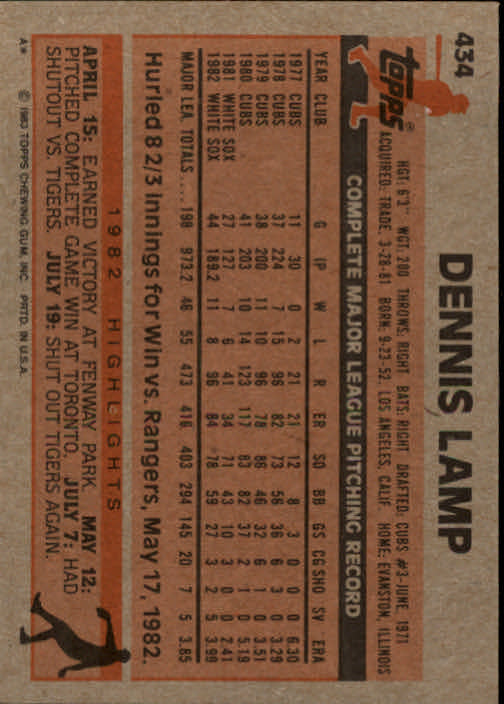 434
topps®
DENNIS LAMP
HGT: 6'3" WGT: 200 THROWS: RIGHT BATS: RIGHT DRAFTED: CUBS #3-JUNE, 1971
ACQUIRED: TRADE, 3-28-81 BORN: 9-23-52, LOS ANGELES, CALIF. HOME: EVANSTON, ILLINOIS
COMPLETE MAJOR LEAGUE PITCHING RECORD
YEAR CLUB G IP W L R ER SO BB GS CG SHO SV ERA
1977 CUBS 11 30 0 2 21 21 12 8 3 0 0 0 6.30
1978 CUBS 37 224 7 15 96 82 73 56 36 6 3 0 3.29
1979 CUBS 38 200 11 10 96 78 86 46 32 6 1 0 3.51
1980 CUBS 41 203 10 14 123 117 83 82 37 2 1 0 5.19
1981 WHITE SOX 27 127 7 6 41 34 71 43 10 3 0 0 2.41
1982 WHITE SOX 44 189.2 11 8 96 84 78 59 27 3 2 5 3.99
MAJOR LEA. TOTALS .... 198 973.2 46 55 473 416 403 294 145 20 7 5 3.85
Hurled 8 2/3 innings for Win vs. Rangers, May 17, 1982.
1982 HIGHLIGHTS
APRIL 15: EARNED VICTORY AT FENWAY PARK. MAY 12:
PITCHED COMPLETE GAME WIN AT TORONTO. JULY 7: HAD
SHUTOUT VS. TIGERS. JULY 19: SHUT OUT TIGERS AGAIN.
A* © 1983 TOPPS CHEWING GUM, INC. PRTD. IN U.S.A.